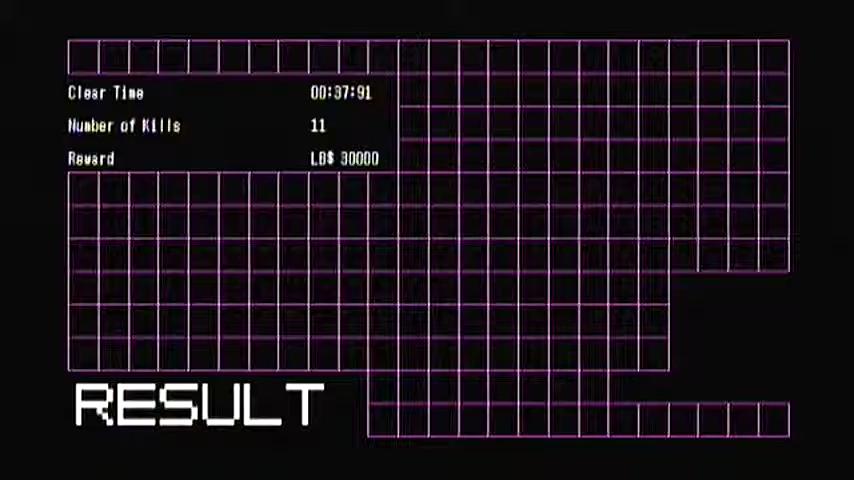 Clear Time 00:37:91
Number of Kills 11
Reward LB$ 30000
RESULT